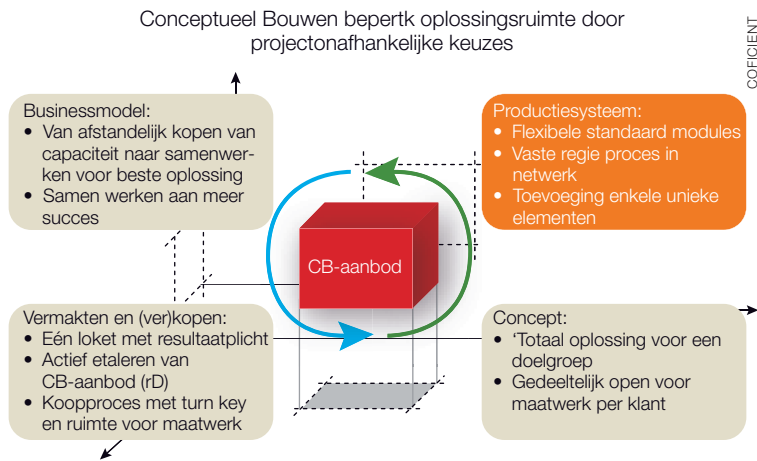 Conceptueel Bouwen bepertk oplossingsruimte door
projectonafhankelijke keuzes
COFICIENT
Businessmodel:
• Van afstandelijk kopen van
capaciteit naar samenwer-
ken voor beste oplossing
• Samen werken aan meer
succes
Productiesysteem:
• Flexibele standaard modules
• Vaste regie proces in
netwerk
• Toevoeging enkele unieke
elementen
CB-aanbod
Vermakten en (ver)kopen:
• Eén loket met resultaatplicht
• Actief etaleren van
CB-aanbod (rD)
• Koopproces met turn key
en ruimte voor maatwerk
Concept:
• ‘Totaal oplossing voor een
doelgroep
• Gedeeltelijk open voor
maatwerk per klant